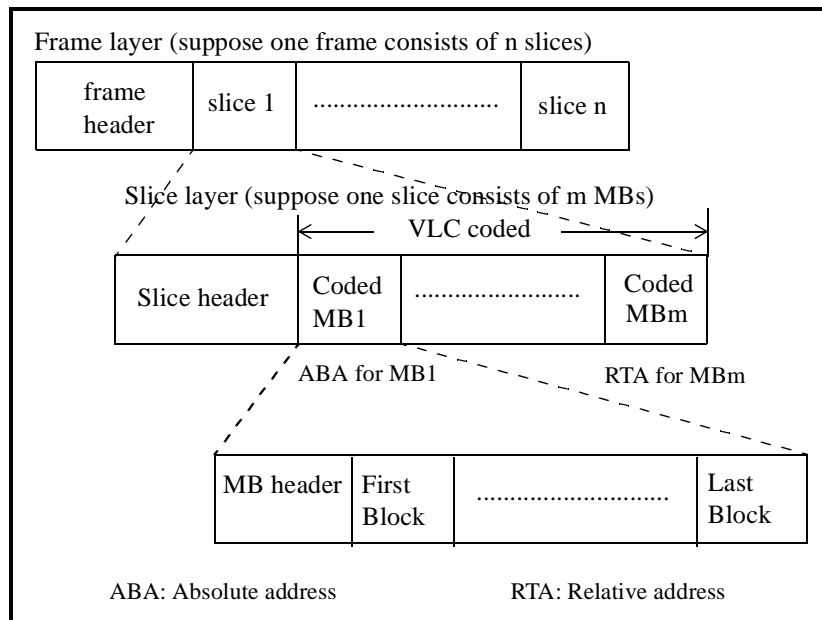 Frame layer (suppose one frame consists of n slices)
frame header
slice 1
............................
slice n
Slice layer (suppose one slice consists of m MBs)
VLC coded
Slice header
Coded MB1
.........................
Coded MBm
ABA for MB1
RTA for MBm
MB header
First Block
.............................
Last Block
ABA: Absolute address
RTA: Relative address